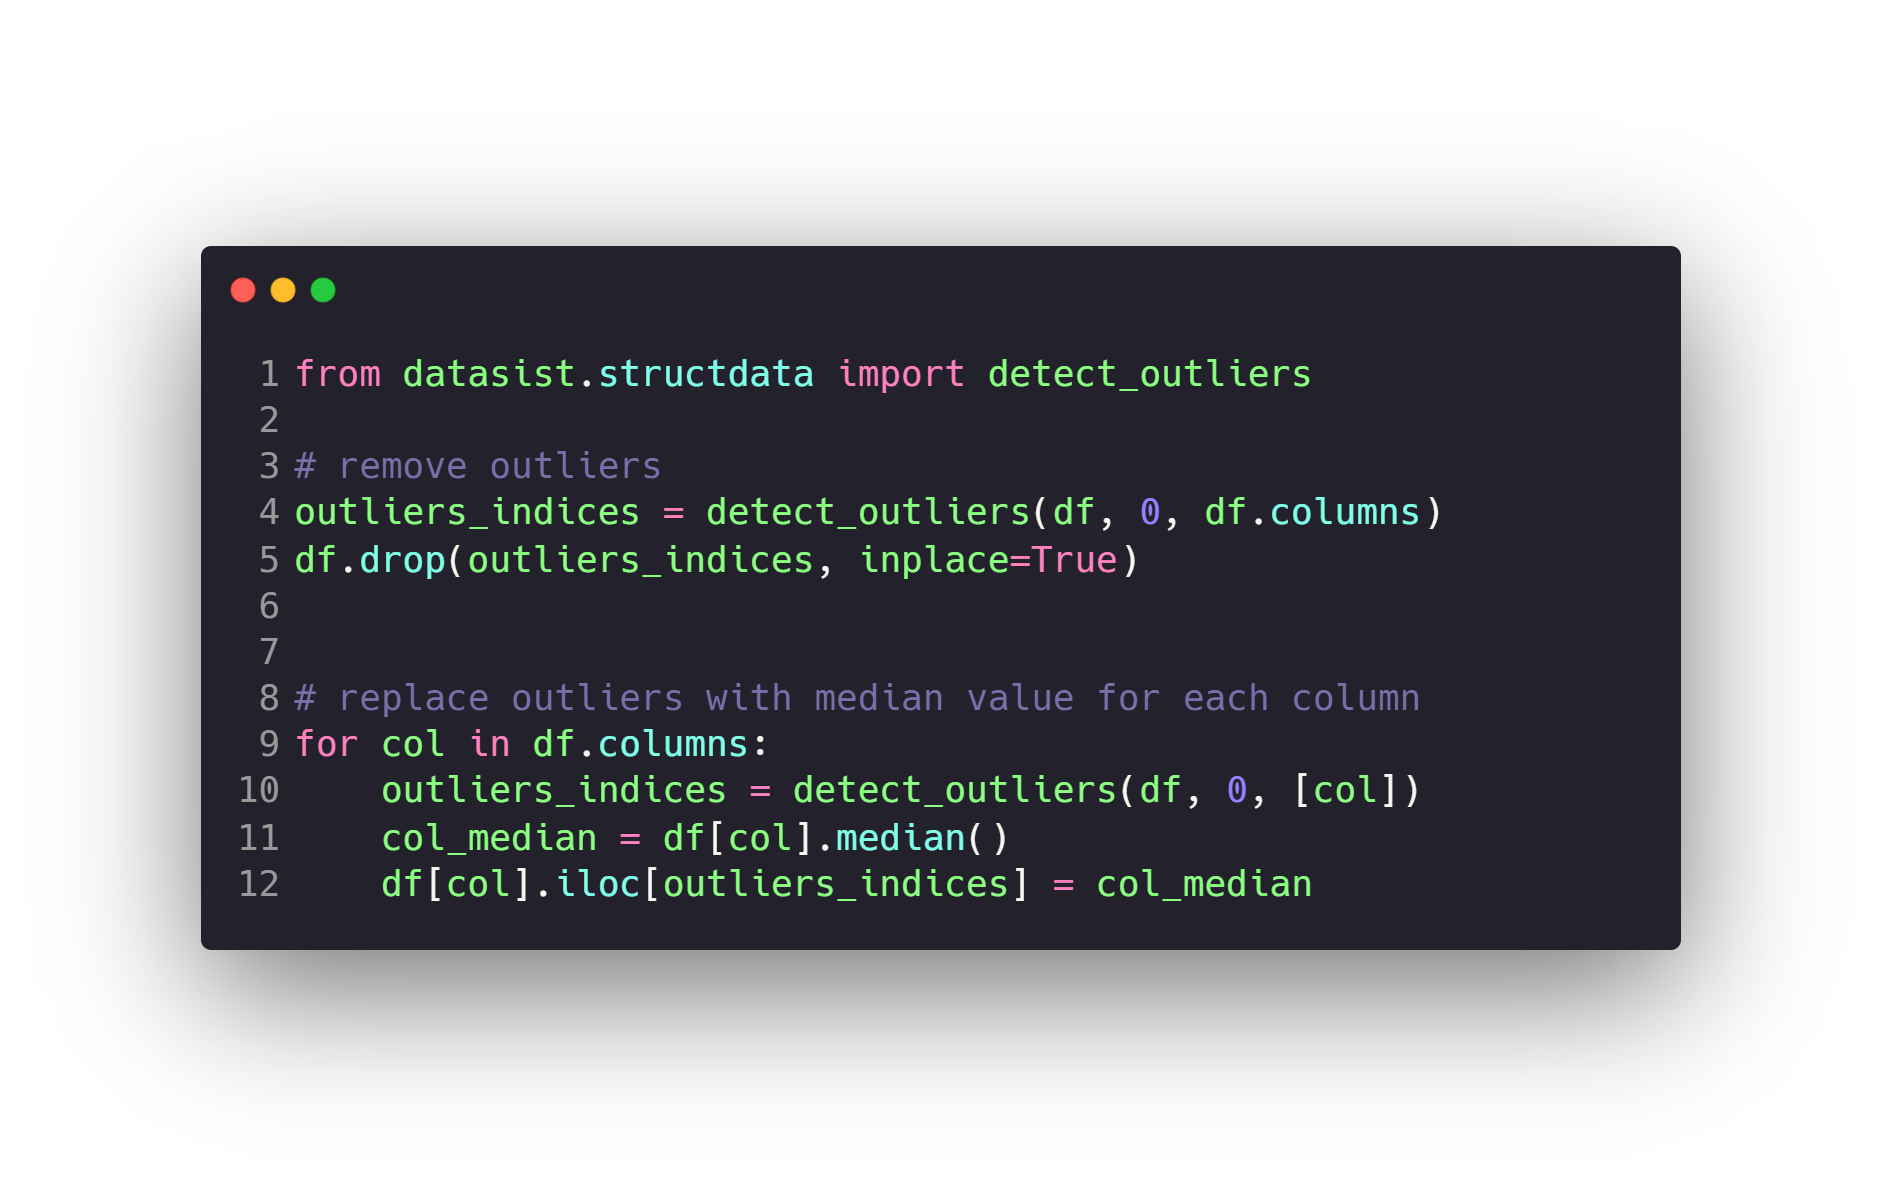 1 from datasist.structdata import detect_outliers
2
3 # remove outliers
4 outliers_indices = detect_outliers(df, 0, df.columns)
5 df.drop(outliers_indices, inplace=True)
6
7
8 # replace outliers with median value for each column
9 for col in df.columns:
10     outliers_indices = detect_outliers(df, 0, [col])
11     col_median = df[col].median()
12     df[col].iloc[outliers_indices] = col_median